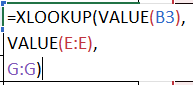 =XLOOKUP(VALUE(B3),
VALUE(E:E),
G:G)